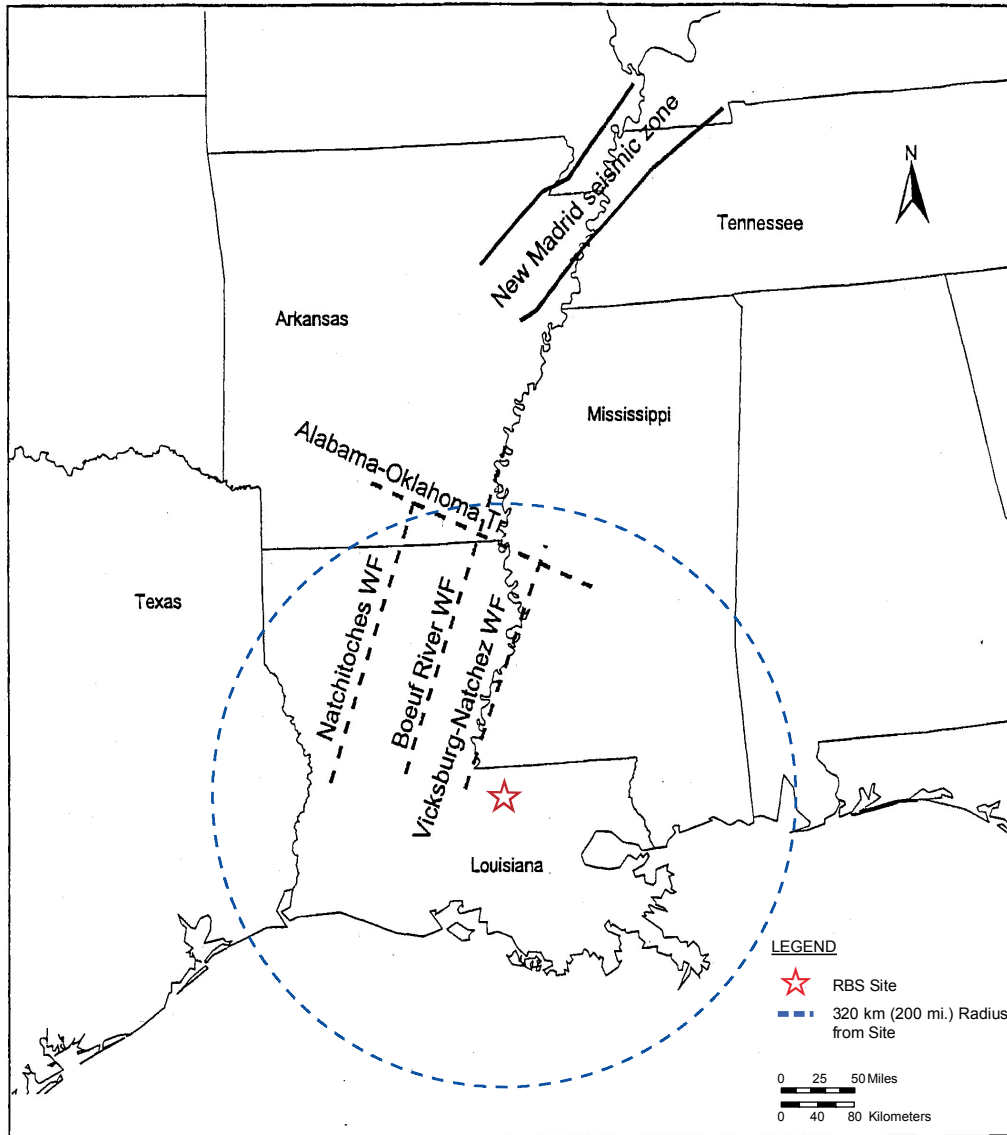 New Madrid seismic zone
N
Tennessee
Arkansas
Mississippi
Alabama-Oklahoma T
Texas
Natchitoches WF
Boeuf River WF
Vicksburg-Natchez WF
Louisiana
LEGEND
RBS Site
320 km (200 mi.) Radius
from Site
0 25 50 Miles
0 40 80 Kilometers